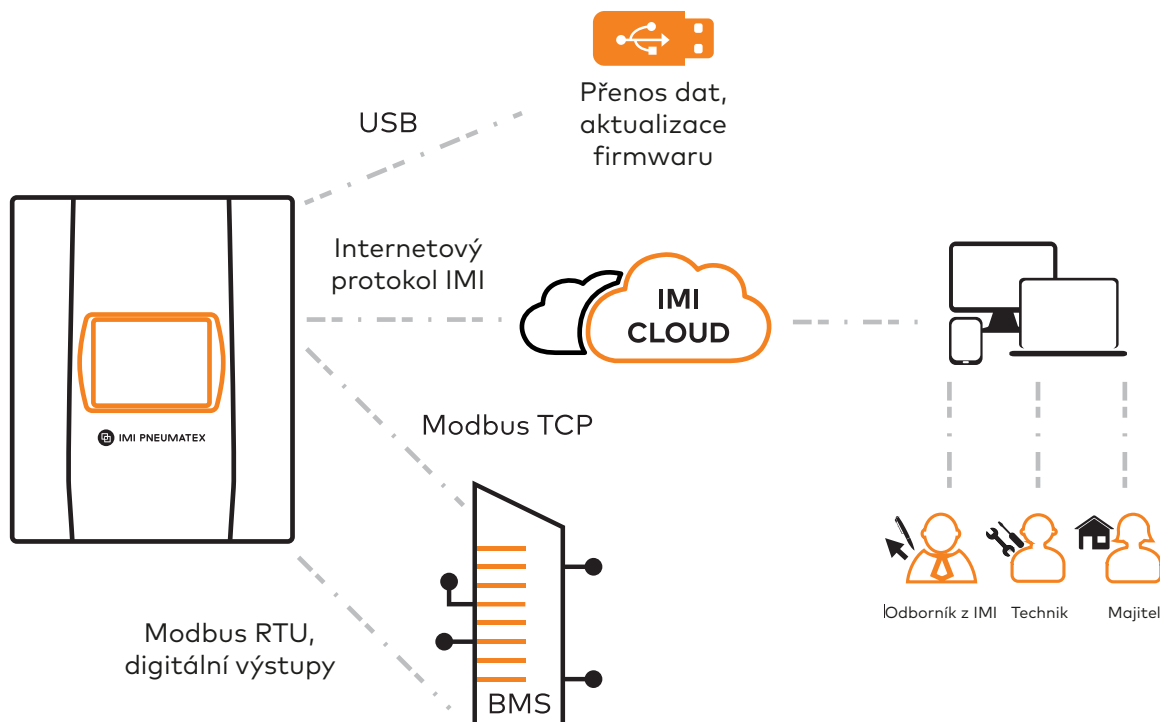 USB
Přenos dat,
aktualizace
firmwaru
Internetový
protokol IMI
IMI
CLOUD
IMI PNEUMATEX
Modbus TCP
Modbus RTU,
digitální výstupy
BMS
Odborník z IMI
Technik
Majitel